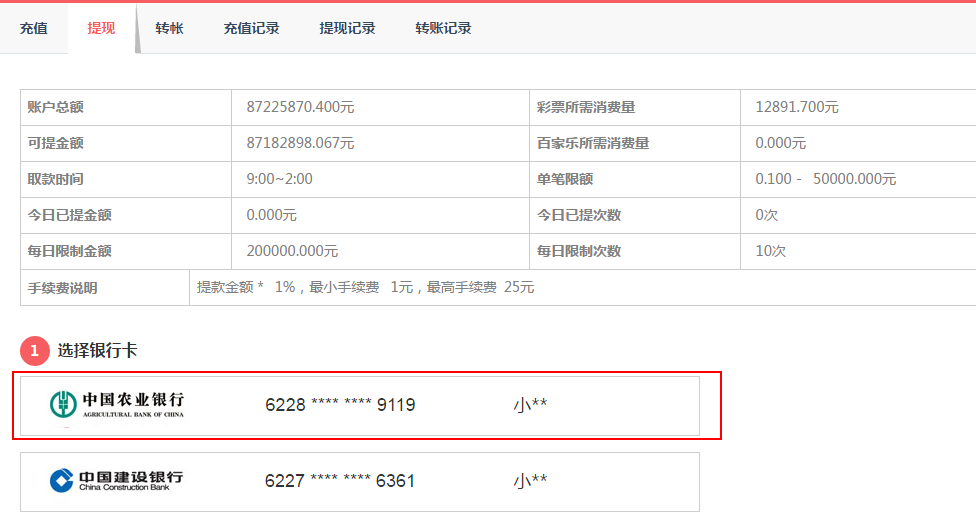 充值 提现 转帐 充值记录 提现记录 转账记录
账户总额 87225870.400元 彩票所需消费量 12891.700元
可提金额 87182898.067元 百家乐所需消费量 0.000元
取款时间 9:00~2:00 单笔限额 0.100 - 50000.000元
今日已提金额 0.000元 今日已提次数 0次
每日限制金额 200000.000元 每日限制次数 10次
手续费说明 提款金额 * 1%，最小手续费 1元，最高手续费 25元
1 选择银行卡
中国农业银行 6228 **** **** 9119 小**
AGRICULTURAL BANK OF CHINA
中国建设银行 6227 **** **** 6361 小**
China Construction Bank